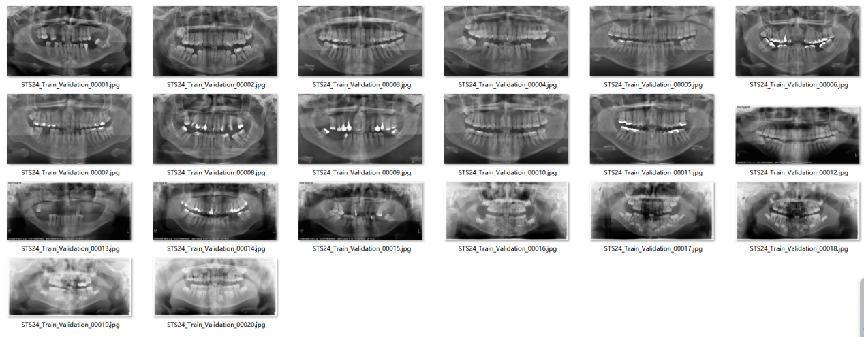 STS24_Train_Validation_00001.jpg
STS24_Train_Validation_00002.jpg
STS24_Train_Validation_00003.jpg
STS24_Train_Validation_00004.jpg
STS24_Train_Validation_00005.jpg
STS24_Train_Validation_00006.jpg
STS24_Train_Validation_00007.jpg
STS24_Train_Validation_00008.jpg
STS24_Train_Validation_00009.jpg
STS24_Train_Validation_00010.jpg
STS24_Train_Validation_00011.jpg
STS24_Train_Validation_00012.jpg
STS24_Train_Validation_00013.jpg
STS24_Train_Validation_00014.jpg
STS24_Train_Validation_00015.jpg
STS24_Train_Validation_00016.jpg
STS24_Train_Validation_00017.jpg
STS24_Train_Validation_00018.jpg
STS24_Train_Validation_00019.jpg
STS24_Train_Validation_00020.jpg